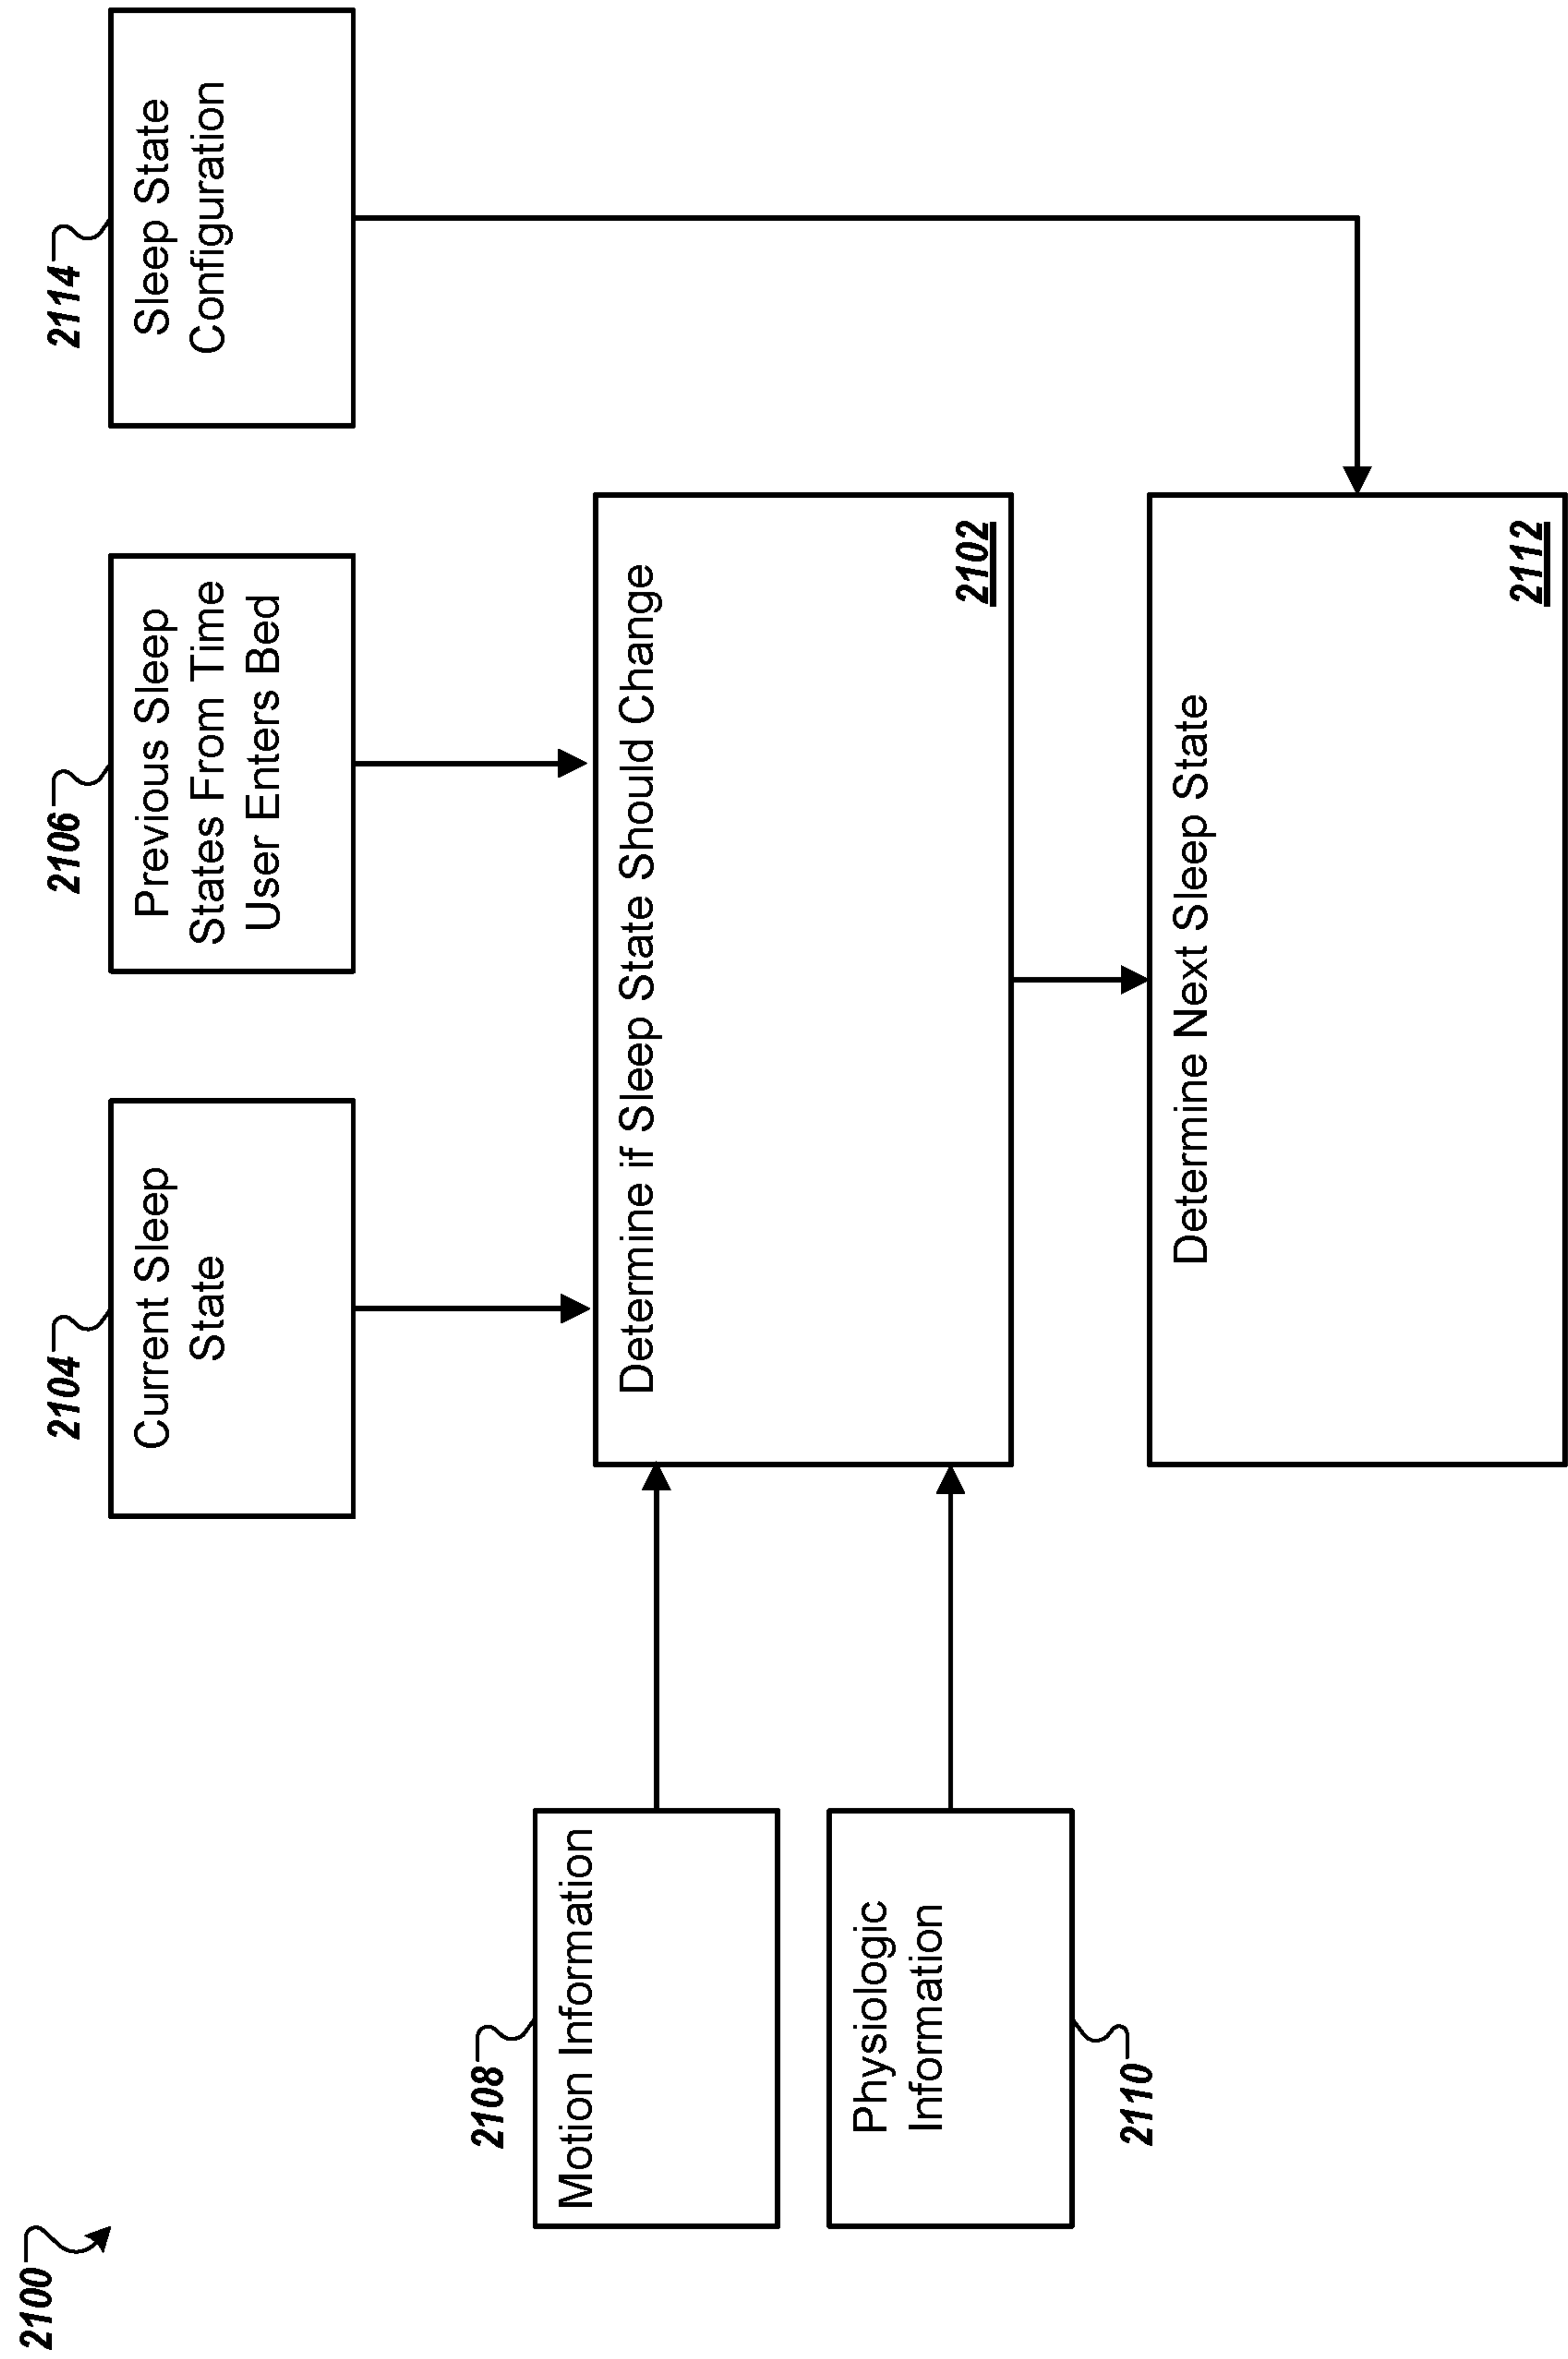 2100
2104
Current Sleep
State
2106
Previous Sleep
States From Time
User Enters Bed
2114
Sleep State
Configuration
2108
Motion Information
2110
Physiologic
Information
Determine if Sleep State Should Change
2102
Determine Next Sleep State
2112